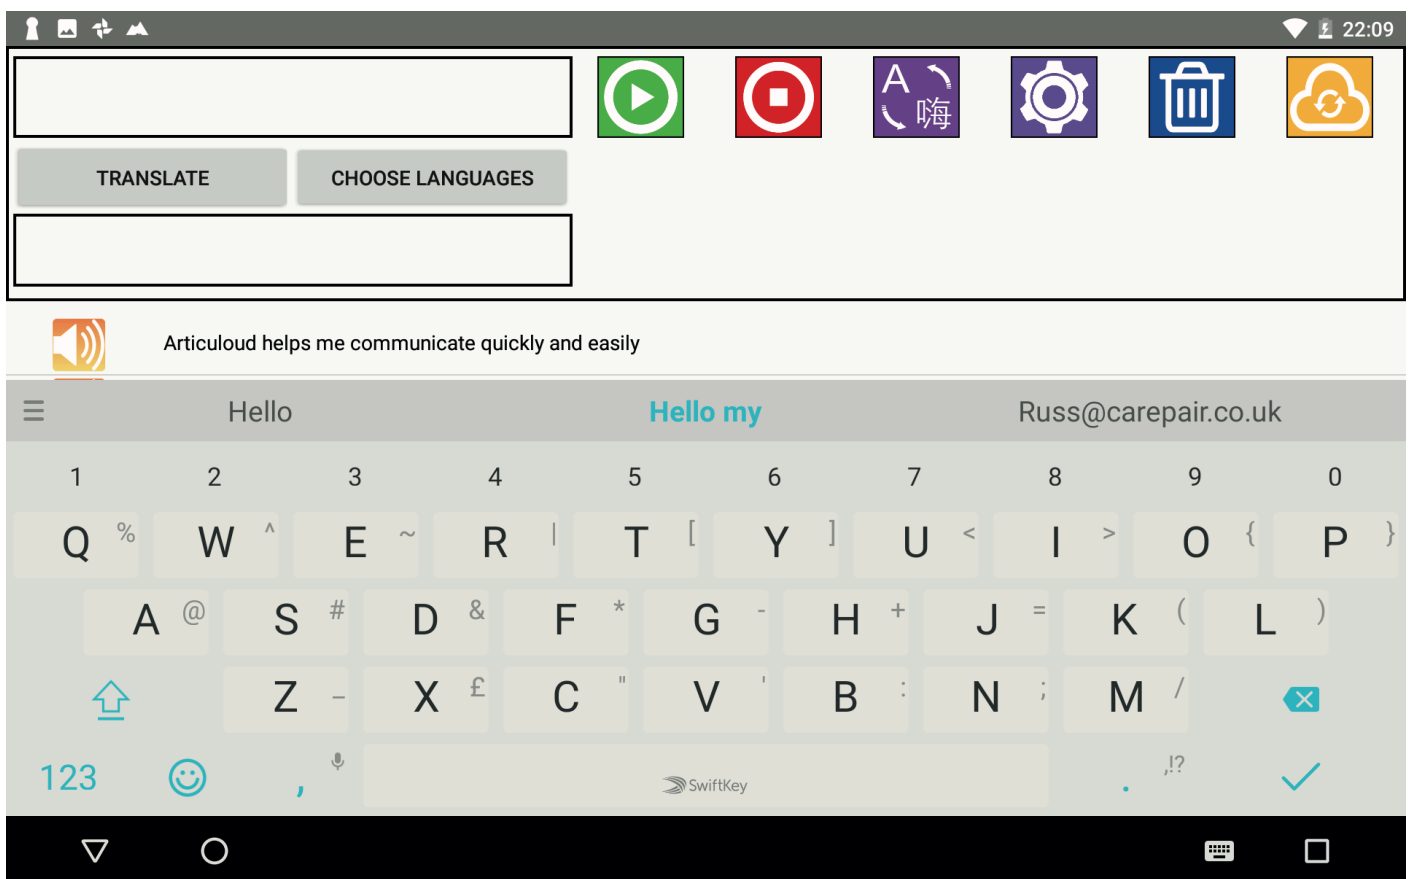 22:09
A
嗨
TRANSLATE
CHOOSE LANGUAGES
Articuloud helps me communicate quickly and easily
Hello Hello my Russ@carepair.co.uk
1 2 3 4 5 6 7 8 9 0
Q % W ^ E ~ R | T [ Y ] U < I > O { P }
A @ S # D & F * G - H + J = K ( L )
Z _ X £ C " V ' B : N ; M /
123 , SwiftKey . ,!?